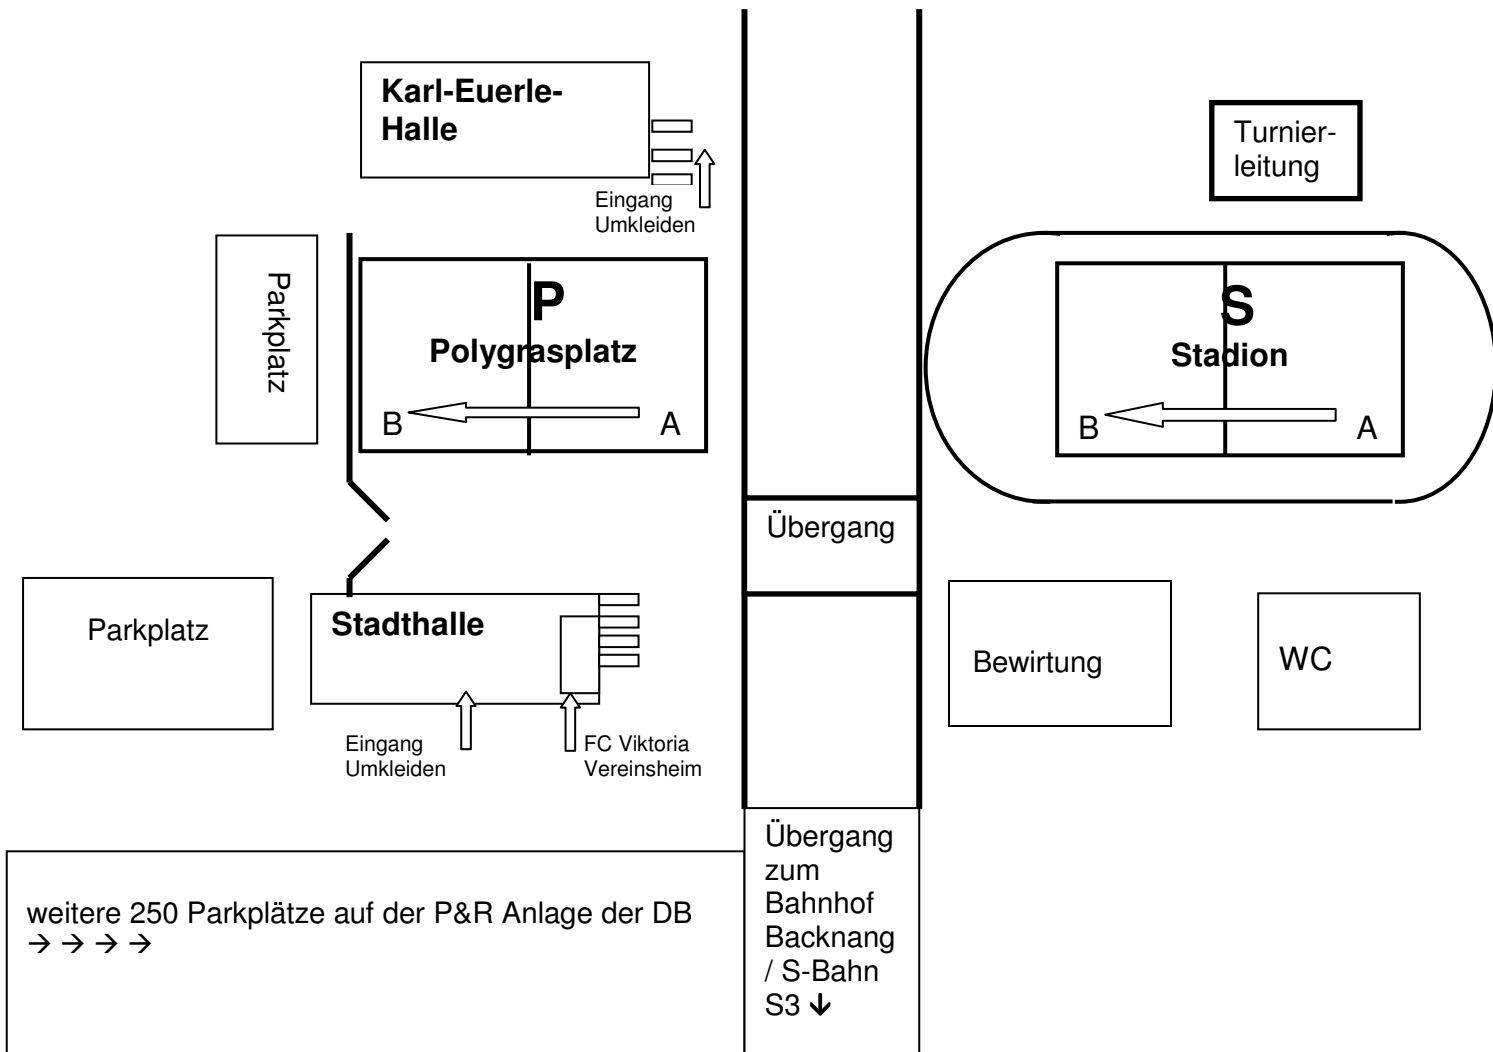 Karl-Euerle-
Halle
Eingang
Umkleiden
Turnier-
leitung
Parkplatz
P
Polygrasplatz
B
A
S
Stadion
B
A
Übergang
Parkplatz
Stadthalle
Eingang
Umkleiden
FC Viktoria
Vereinsheim
Bewirtung
WC
weitere 250 Parkplätze auf der P&R Anlage der DB
→ → → →
Übergang
zum
Bahnhof
Backnang
/ S-Bahn
S3 ↓